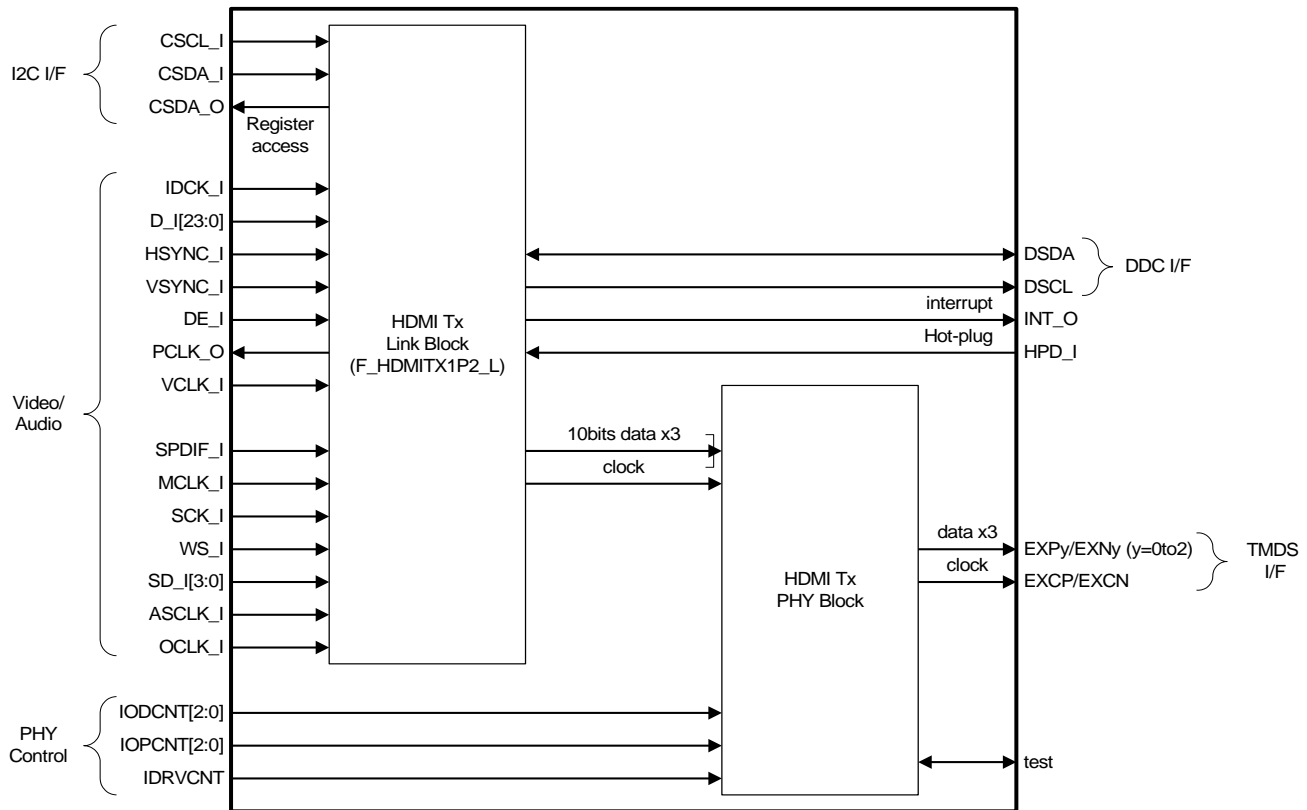 I2C I/F
CSCL_I
CSDA_I
CSDA_O
Register
access
Video/
Audio
IDCK_I
D_I[23:0]
HSYNC_I
VSYNC_I
DE_I
PCLK_O
VCLK_I
SPDIF_I
MCLK_I
SCK_I
WS_I
SD_I[3:0]
ASCLK_I
OCLK_I
PHY
Control
IODCNT[2:0]
IOPCNT[2:0]
IDRVCNT
HDMI Tx
Link Block
(F_HDMITX1P2_L)
10bits data x3
clock
HDMI Tx
PHY Block
interrupt
Hot-plug
DSDA
DSCL
DDC I/F
INT_O
HPD_I
data x3
clock
EXPy/EXNy (y=0to2)
EXCP/EXCN
TMDS
I/F
test